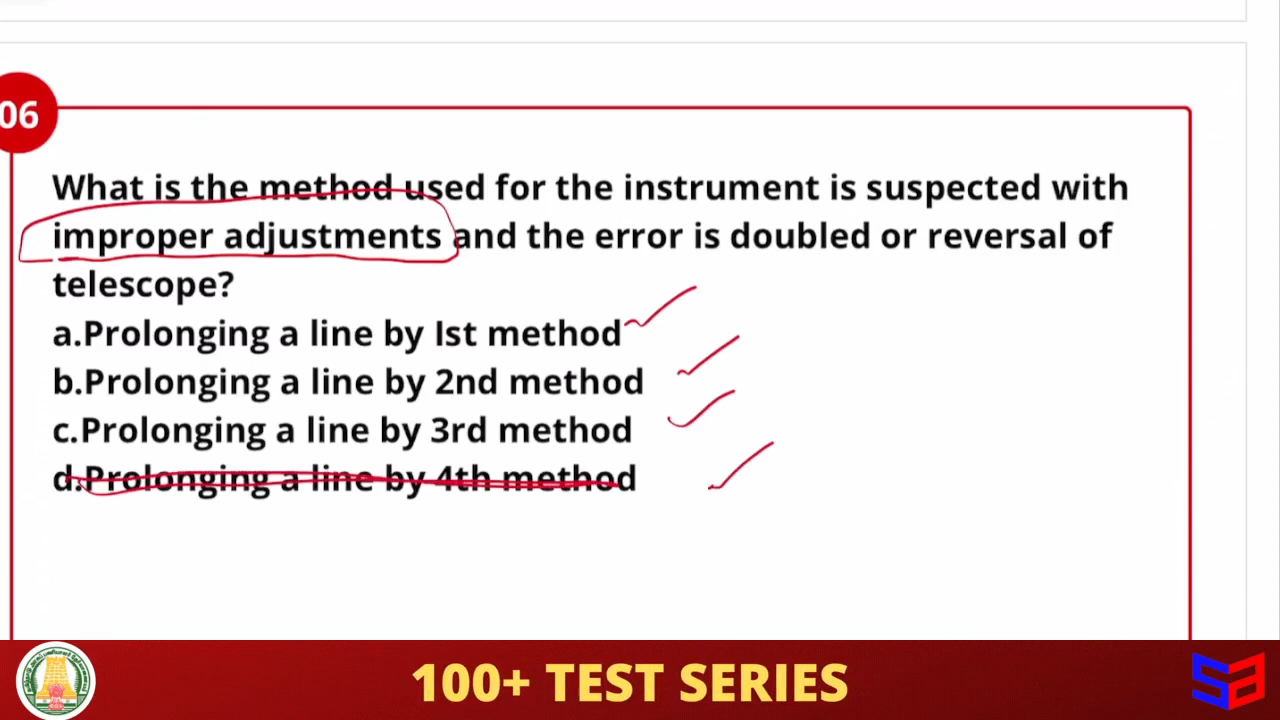 06
What is the method used for the instrument is suspected with
improper adjustments and the error is doubled or reversal of
telescope?
a.Prolonging a line by Ist method
b.Prolonging a line by 2nd method
c.Prolonging a line by 3rd method
d.Prolonging a line by 4th method
100+ TEST SERIES